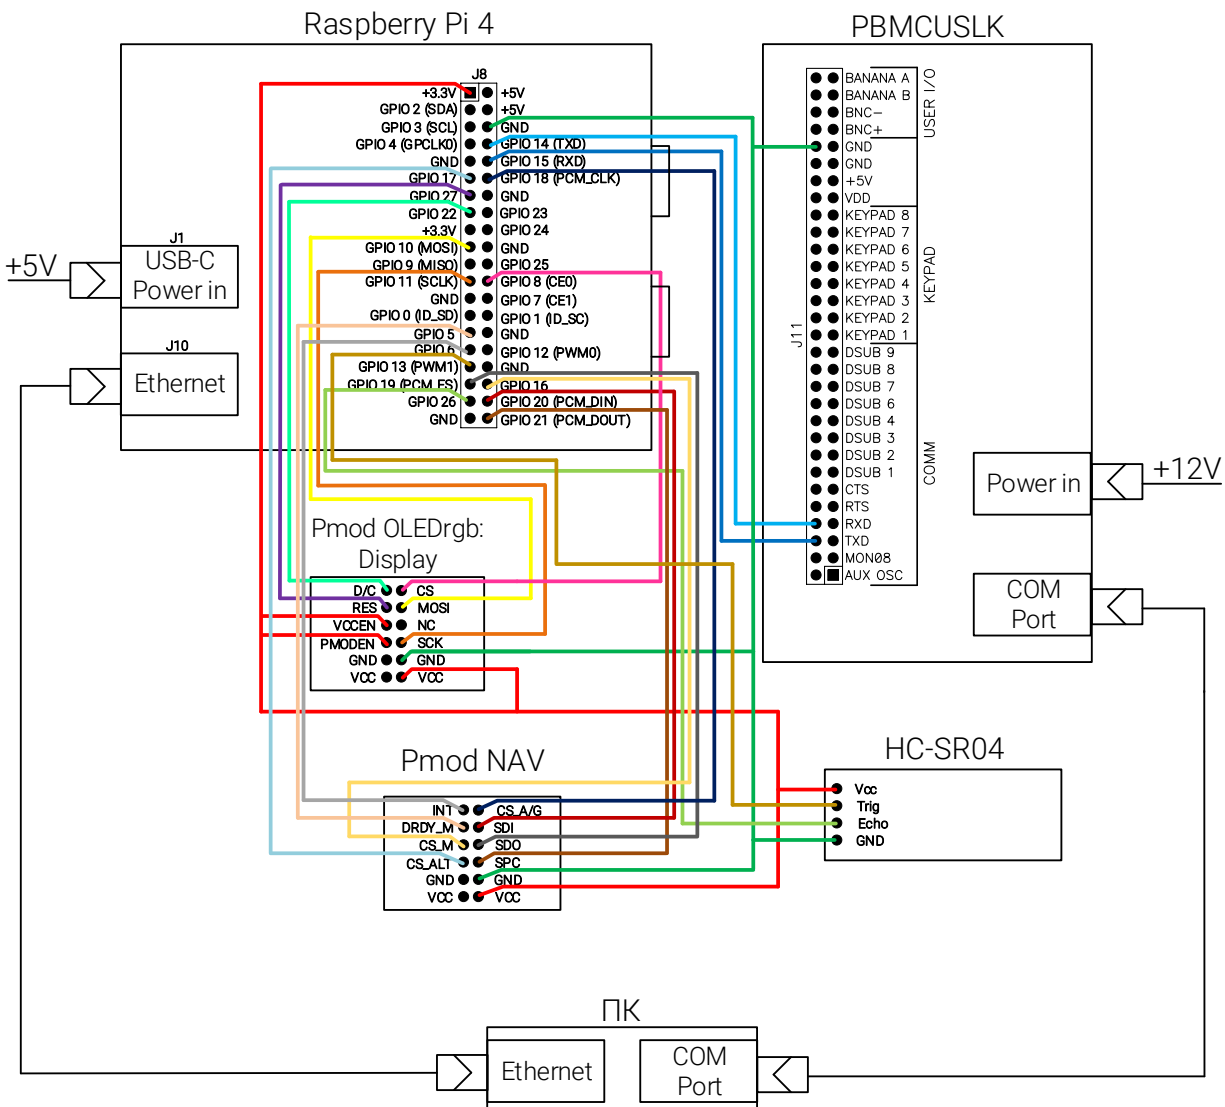 Raspberry Pi 4
J8
+3.3V +5V
GPIO 2 (SDA) +5V
GPIO 3 (SCL) GND
GPIO 4 (GPCLK0) GPIO 14 (TXD)
GND GPIO 15 (RXD)
GPIO 17 GPIO 18 (PCM_CLK)
GPIO 27 GND
GPIO 22 GPIO 23
+3.3V GPIO 24
GPIO 10 (MOSI) GND
GPIO 9 (MISO) GPIO 25
GPIO 11 (SCLK) GPIO 8 (CE0)
GND GPIO 7 (CE1)
GPIO 0 (ID_SD) GPIO 1 (ID_SC)
GPIO 5 GND
GPIO 6 GPIO 12 (PWM0)
GPIO 13 (PWM1) GND
GPIO 19 (PCM_FS) GPIO 16
GPIO 26 GPIO 20 (PCM_DIN)
GND GPIO 21 (PCM_DOUT)
+5V
J1
USB-C
Power in
J10
Ethernet
PBMCUSLK
J11
BANANA A
BANANA B
BNC-
BNC+
USER I/O
GND
GND
+5V
VDD
KEYPAD 8
KEYPAD 7
KEYPAD 6
KEYPAD 5
KEYPAD 4
KEYPAD 3
KEYPAD 2
KEYPAD 1
KEYPAD
DSUB 9
DSUB 8
DSUB 7
DSUB 6
DSUB 4
DSUB 3
DSUB 2
DSUB 1
CTS
RTS
RXD
TXD
MON08
AUX OSC
COMM
Power in
+12V
COM
Port
Pmod OLEDrgb:
Display
D/C CS
RES MOSI
VCCEN NC
PMODEN SCK
GND GND
VCC VCC
Pmod NAV
INT CS_A/G
DRDY_M SDI
CS_M SDO
CS_ALT SPC
GND GND
VCC VCC
HC-SR04
Vcc
Trig
Echo
GND
ПК
Ethernet
COM
Port